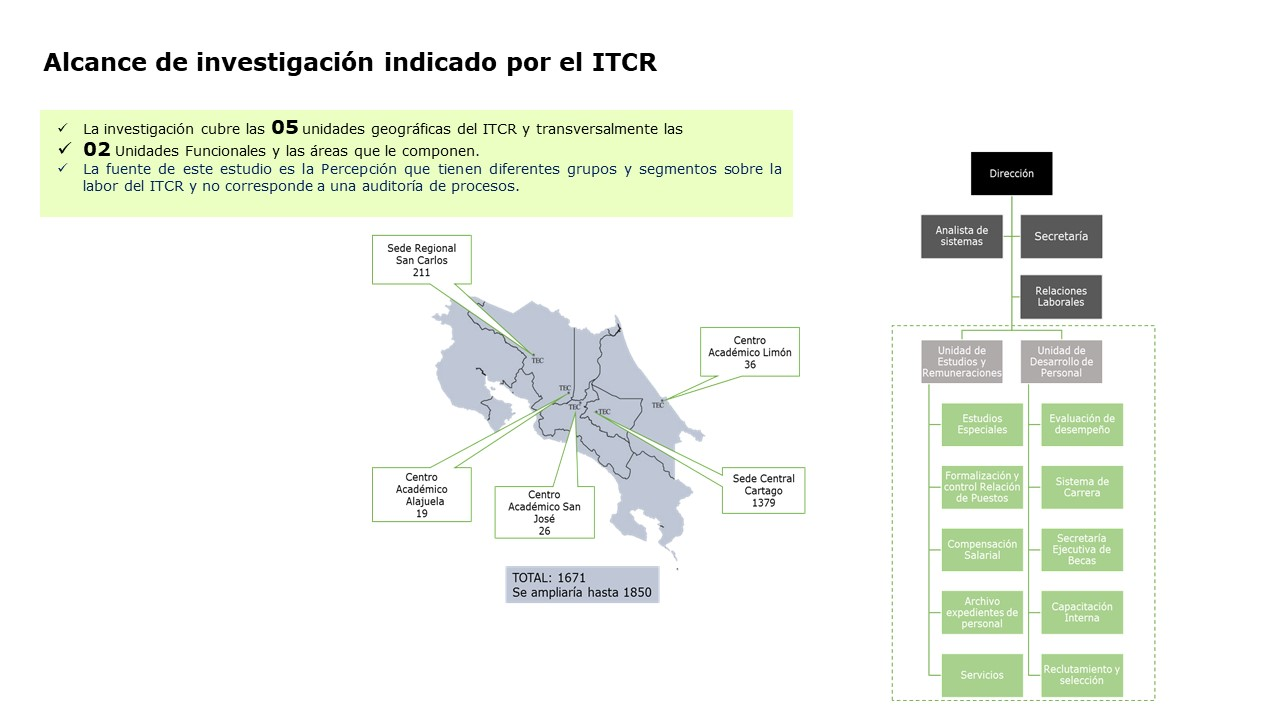 Alcance de investigación indicado por el ITCR
✓ La investigación cubre las 05 unidades geográficas del ITCR y transversalmente las
✓ 02 Unidades Funcionales y las áreas que le componen.
✓ La fuente de este estudio es la Percepción que tienen diferentes grupos y segmentos sobre la
labor del ITCR y no corresponde a una auditoría de procesos.
Sede Regional
San Carlos
211
Centro
Académico Limón
36
TEC
TEC
TEC
TEC
TEC
Centro
Académico
Alajuela
19
Centro
Académico San
José
26
Sede Central
Cartago
1379
TOTAL: 1671
Se ampliaría hasta 1850
Dirección
Analista de
sistemas
Secretaría
Relaciones
Laborales
Unidad de
Estudios y
Remuneraciones
Unidad de
Desarrollo de
Personal
Estudios
Especiales
Evaluación de
desempeño
Formalización y
control Relación
de Puestos
Sistema de
Carrera
Compensación
Salarial
Secretaría
Ejecutiva de
Becas
Archivo
expedientes de
personal
Capacitación
Interna
Servicios
Reclutamiento y
selección